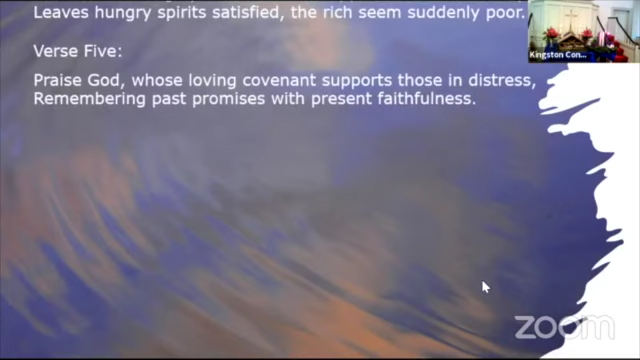 Leaves hungry spirits satisfied, the rich seem suddenly poor.
Verse Five:
Praise God, whose loving covenant supports those in distress,
Remembering past promises with present faithfulness.
Kingston Con...
zoom